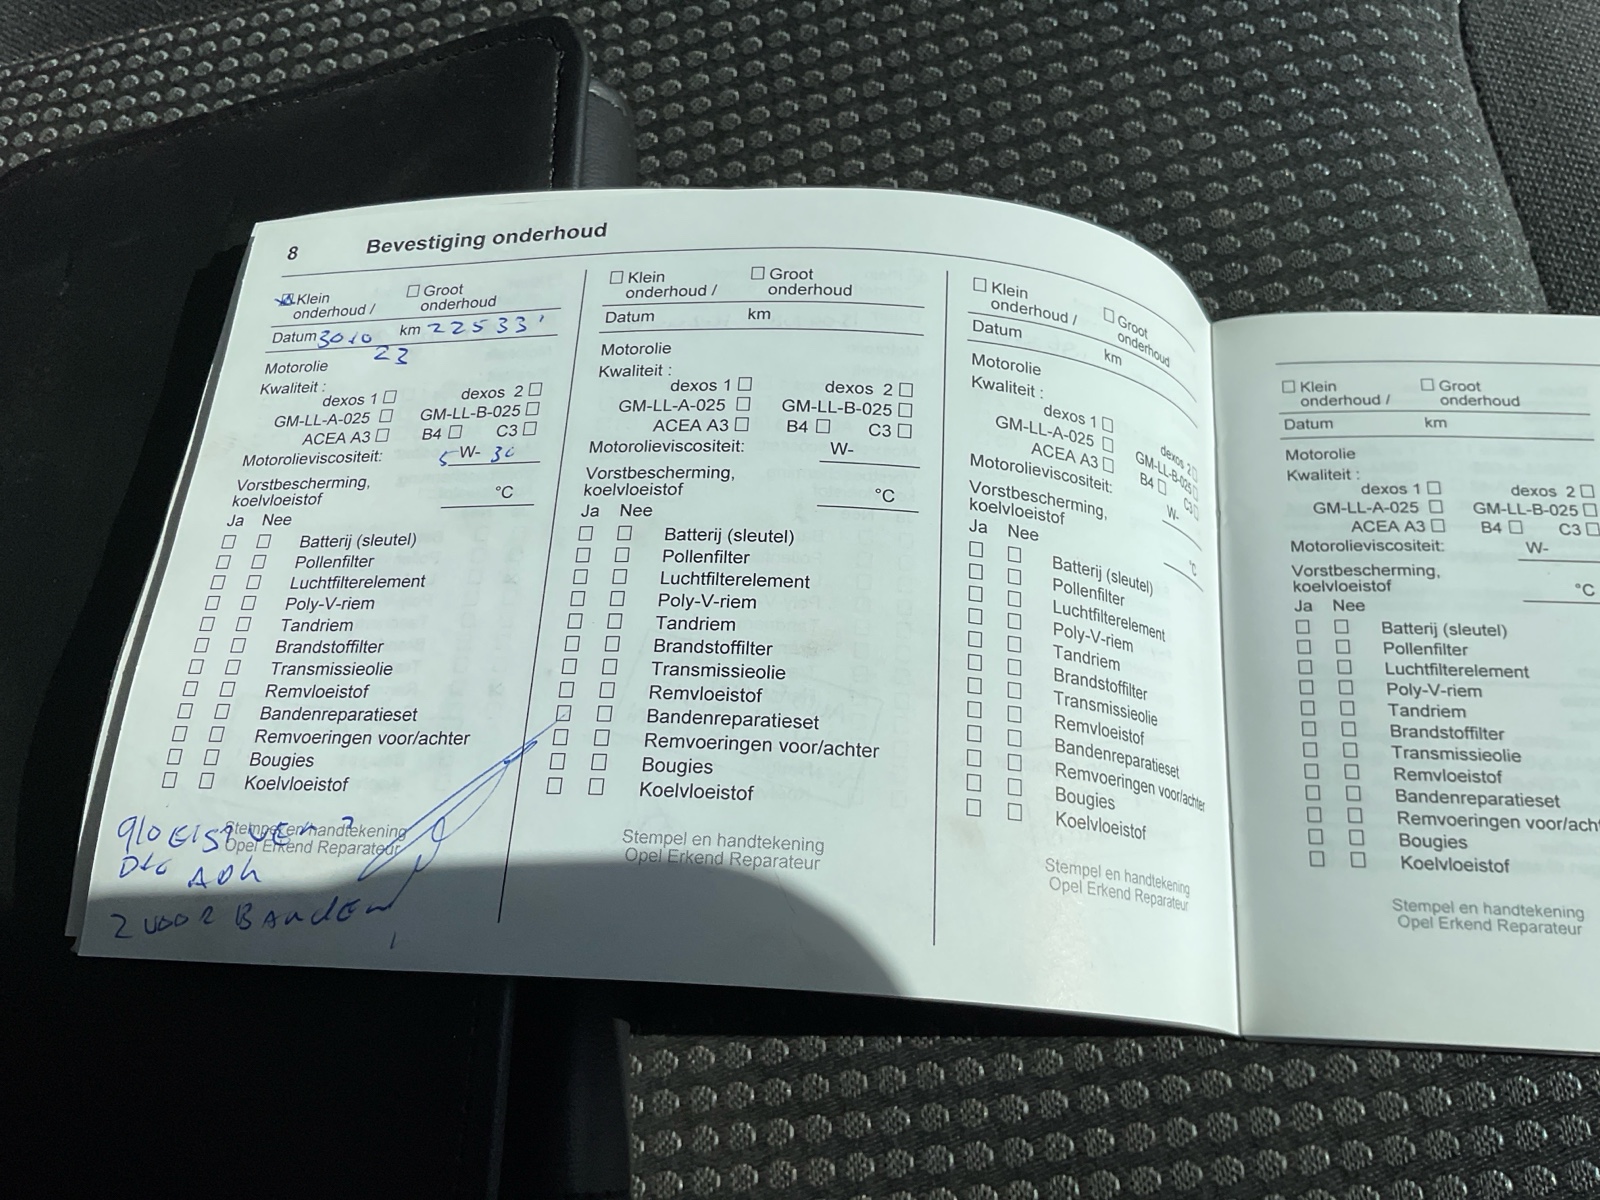 8 Bevestiging onderhoud
Klein onderhoud / Groot onderhoud
Datum 3010 23 km 225331
Motorolie
Kwaliteit :
dexos 1 dexos 2
GM-LL-A-025 GM-LL-B-025
ACEA A3 B4 C3
Motorolieviscositeit: 5 W- 30
Vorstbescherming,
koelvloeistof °C
Ja Nee
Batterij (sleutel)
Pollenfilter
Luchtfilterelement
Poly-V-riem
Tandriem
Brandstoffilter
Transmissieolie
Remvloeistof
Bandenreparatieset
Remvoeringen voor/achter
Bougies
Koelvloeistof
Stempel en handtekening
Opel Erkend Reparateur
2 voor Banden
Klein onderhoud / Groot onderhoud
Datum km
Motorolie
Kwaliteit :
dexos 1 dexos 2
GM-LL-A-025 GM-LL-B-025
ACEA A3 B4 C3
Motorolieviscositeit: W-
Vorstbescherming,
koelvloeistof °C
Ja Nee
Batterij (sleutel)
Pollenfilter
Luchtfilterelement
Poly-V-riem
Tandriem
Brandstoffilter
Transmissieolie
Remvloeistof
Bandenreparatieset
Remvoeringen voor/achter
Bougies
Koelvloeistof
Stempel en handtekening
Opel Erkend Reparateur
Klein onderhoud / Groot onderhoud
Datum km
Motorolie
Kwaliteit :
dexos 1 dexos 2
GM-LL-A-025 GM-LL-B-025
ACEA A3 B4 C3
Motorolieviscositeit: W-
Vorstbescherming,
koelvloeistof °C
Ja Nee
Batterij (sleutel)
Pollenfilter
Luchtfilterelement
Poly-V-riem
Tandriem
Brandstoffilter
Transmissieolie
Remvloeistof
Bandenreparatieset
Remvoeringen voor/achter
Bougies
Koelvloeistof
Stempel en handtekening
Opel Erkend Reparateur
Klein onderhoud / Groot onderhoud
Datum km
Motorolie
Kwaliteit :
dexos 1 dexos 2
GM-LL-A-025 GM-LL-B-025
ACEA A3 B4 C3
Motorolieviscositeit: W-
Vorstbescherming,
koelvloeistof °C
Ja Nee
Batterij (sleutel)
Pollenfilter
Luchtfilterelement
Poly-V-riem
Tandriem
Brandstoffilter
Transmissieolie
Remvloeistof
Bandenreparatieset
Remvoeringen voor/ach
Bougies
Koelvloeistof
Stempel en handtekening
Opel Erkend Reparateur